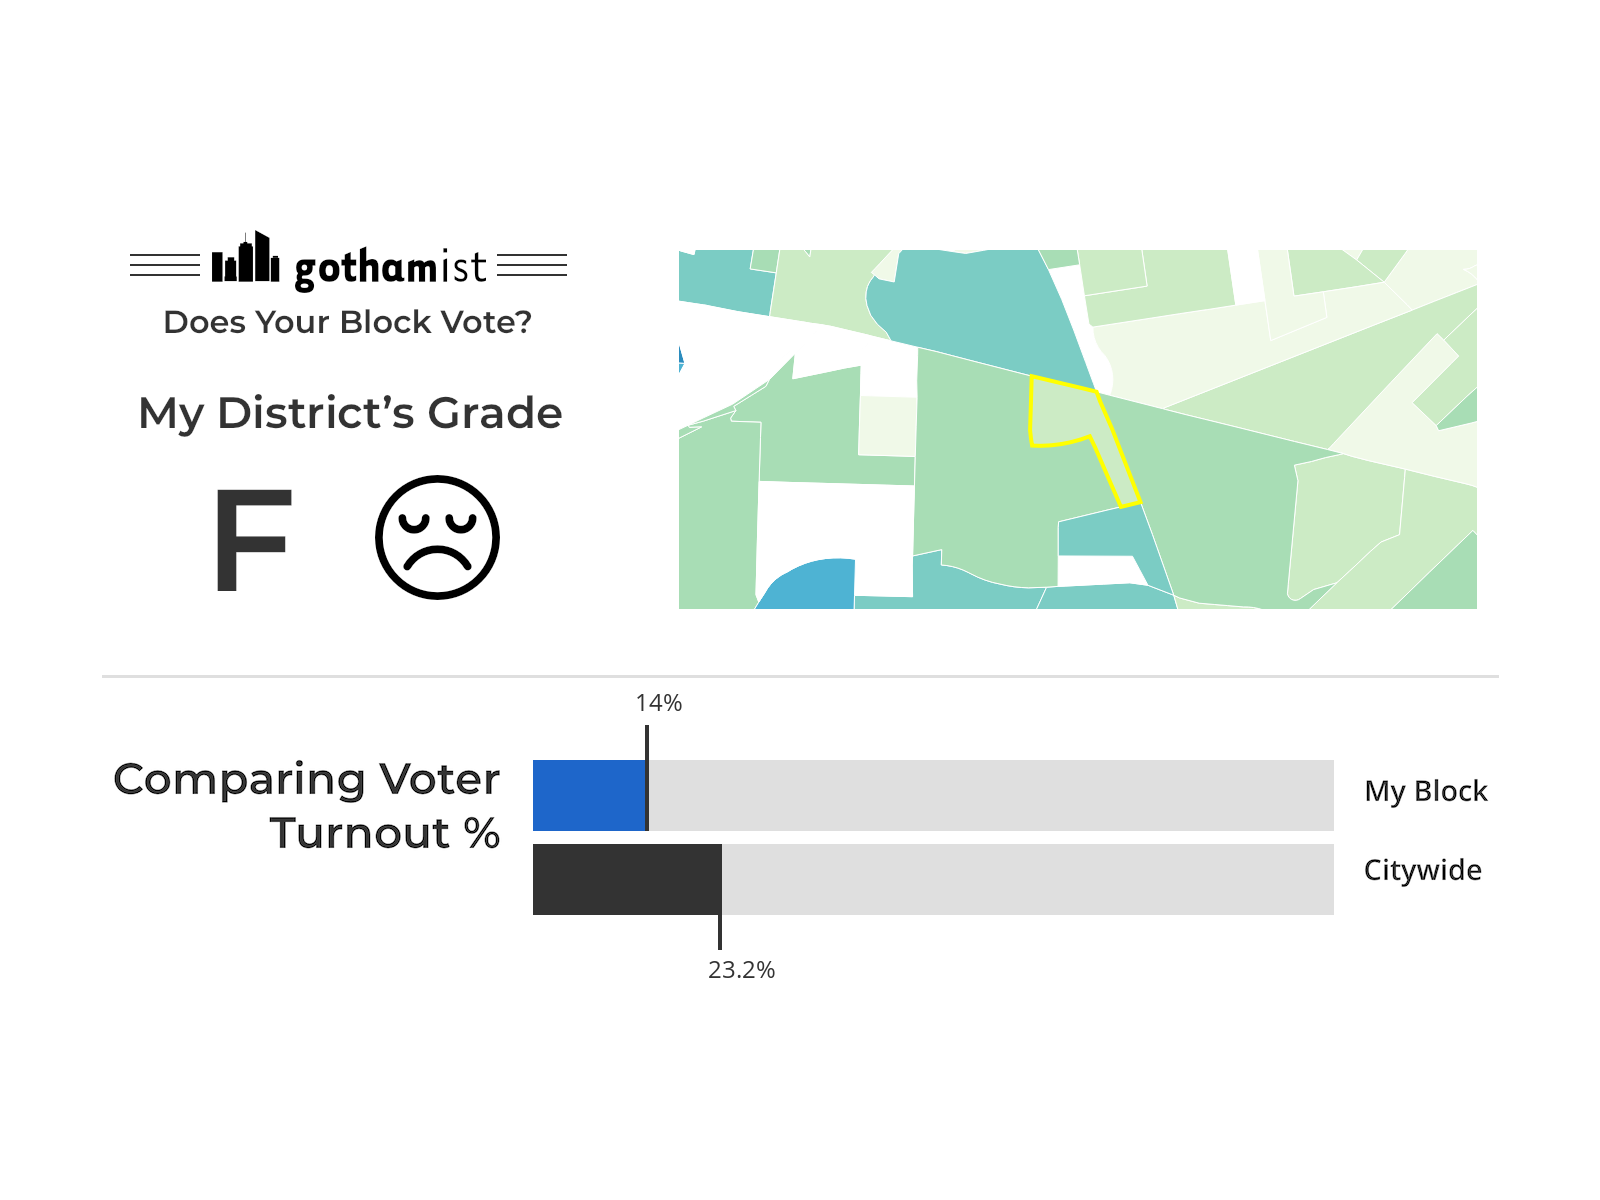 gothamist
Does Your Block Vote?
My District’s Grade
F
14%
Comparing Voter
Turnout %
My Block
Citywide
23.2%